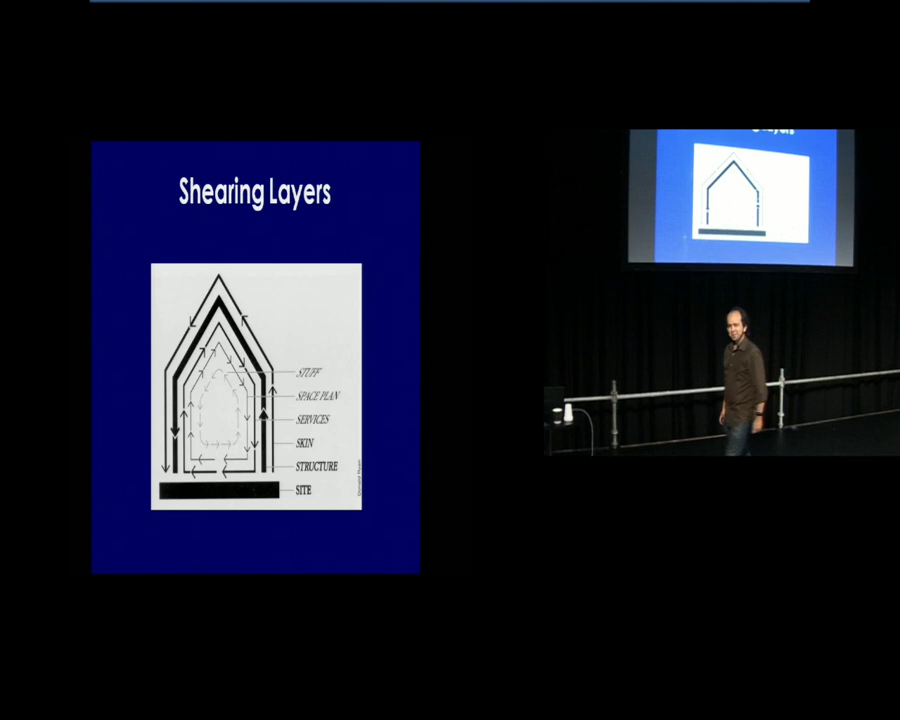 Shearing Layers
STUFF
SPACE PLAN
SERVICES
SKIN
STRUCTURE
SITE